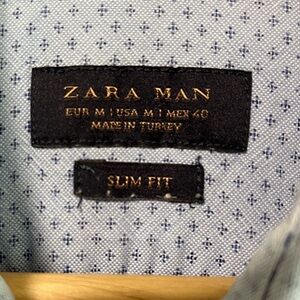 ZARA MAN
EUR M | USA M | MEX 40
MADE IN TURKEY
SLIM FIT